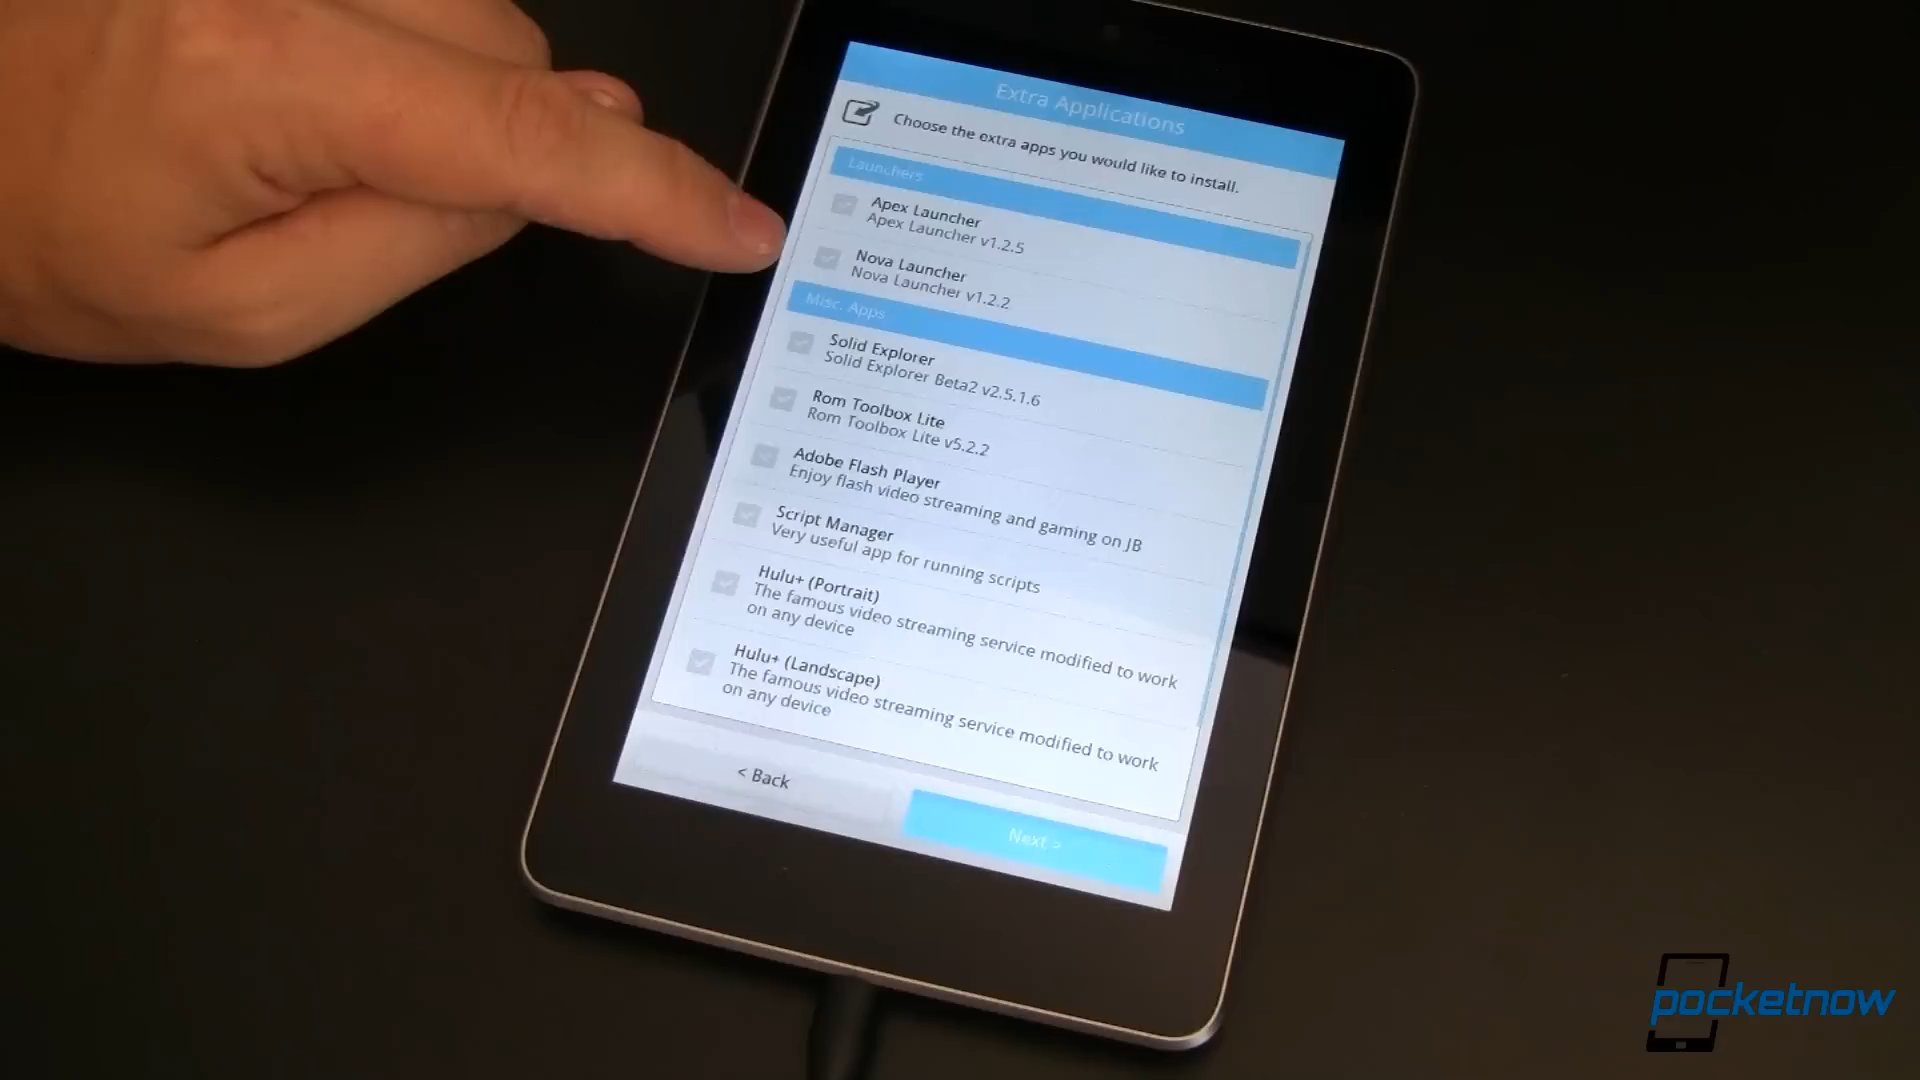 Extra Applications
Choose the extra apps you would like to install.
Launchers
Apex Launcher
Apex Launcher v1.2.5
Nova Launcher
Nova Launcher v1.2.2
Misc. Apps
Solid Explorer
Solid Explorer Beta2 v2.5.1.6
Rom Toolbox Lite
Rom Toolbox Lite v5.2.2
Adobe Flash Player
Enjoy flash video streaming and gaming on JB
Script Manager
Very useful app for running scripts
Hulu+ (Portrait)
The famous video streaming service modified to work
on any device
Hulu+ (Landscape)
The famous video streaming service modified to work
on any device
< Back
Next >
pocketnow